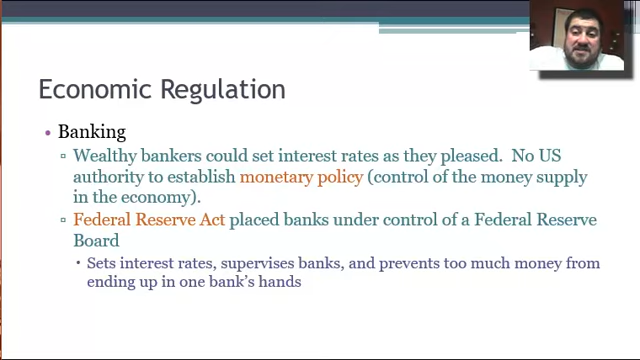 Economic Regulation
Banking
Wealthy bankers could set interest rates as they pleased. No US
authority to establish monetary policy (control of the money supply
in the economy).
Federal Reserve Act placed banks under control of a Federal Reserve
Board
Sets interest rates, supervises banks, and prevents too much money from
ending up in one bank's hands